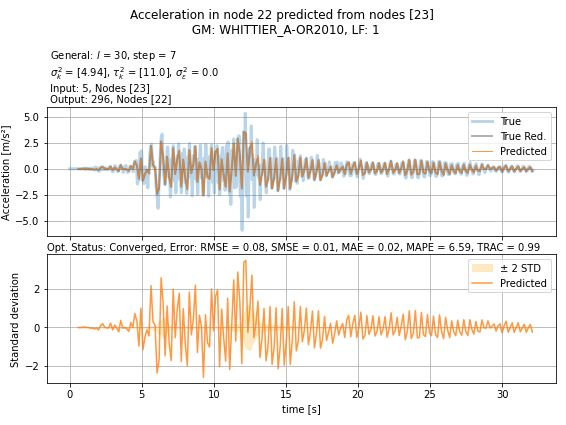 Acceleration in node 22 predicted from nodes [23]
GM: WHITTIER_A-OR2010, LF: 1
General: l = 30, step = 7
σ²ₖ = [4.94], τ²ₖ = [11.0], σ²ε = 0.0
Input: 5, Nodes [23]
Output: 296, Nodes [22]
Acceleration [m/s²]
5.0
2.5
0.0
−2.5
−5.0
True
True Red.
Predicted
Opt. Status: Converged, Error: RMSE = 0.08, SMSE = 0.01, MAE = 0.02, MAPE = 6.59, TRAC = 0.99
Standard deviation
2
0
−2
± 2 STD
Predicted
0 5 10 15 20 25 30
time [s]